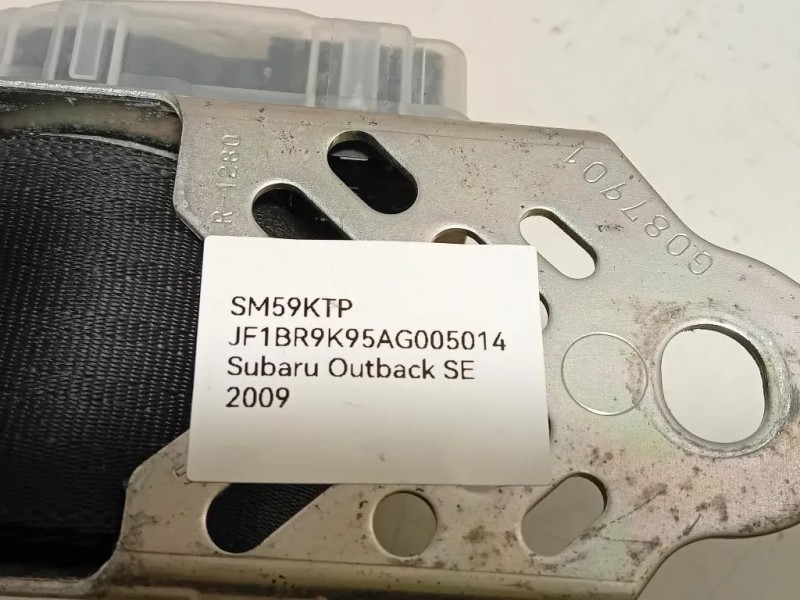 R-1280
G087901
SM59KTP
JF1BR9K95AG005014
Subaru Outback SE
2009